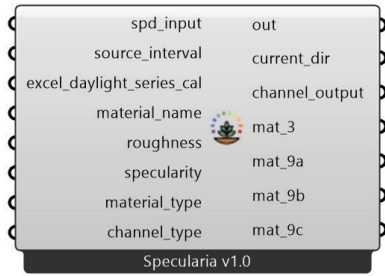 spd_input
source_interval
excel_daylight_series_cal
material_name
roughness
specularity
material_type
channel_type
out
current_dir
channel_output
mat_3
mat_9a
mat_9b
mat_9c
Specularia v1.0